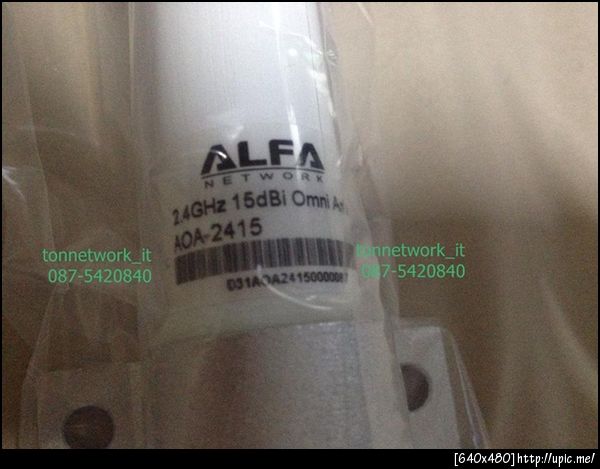 ALFA
NETWORK
2.4GHz 15dBi Omni
AOA-2415
tonnetwork_it
087-5420840
tonnetwork_it
087-5420840
[640x480]http://upic.me/